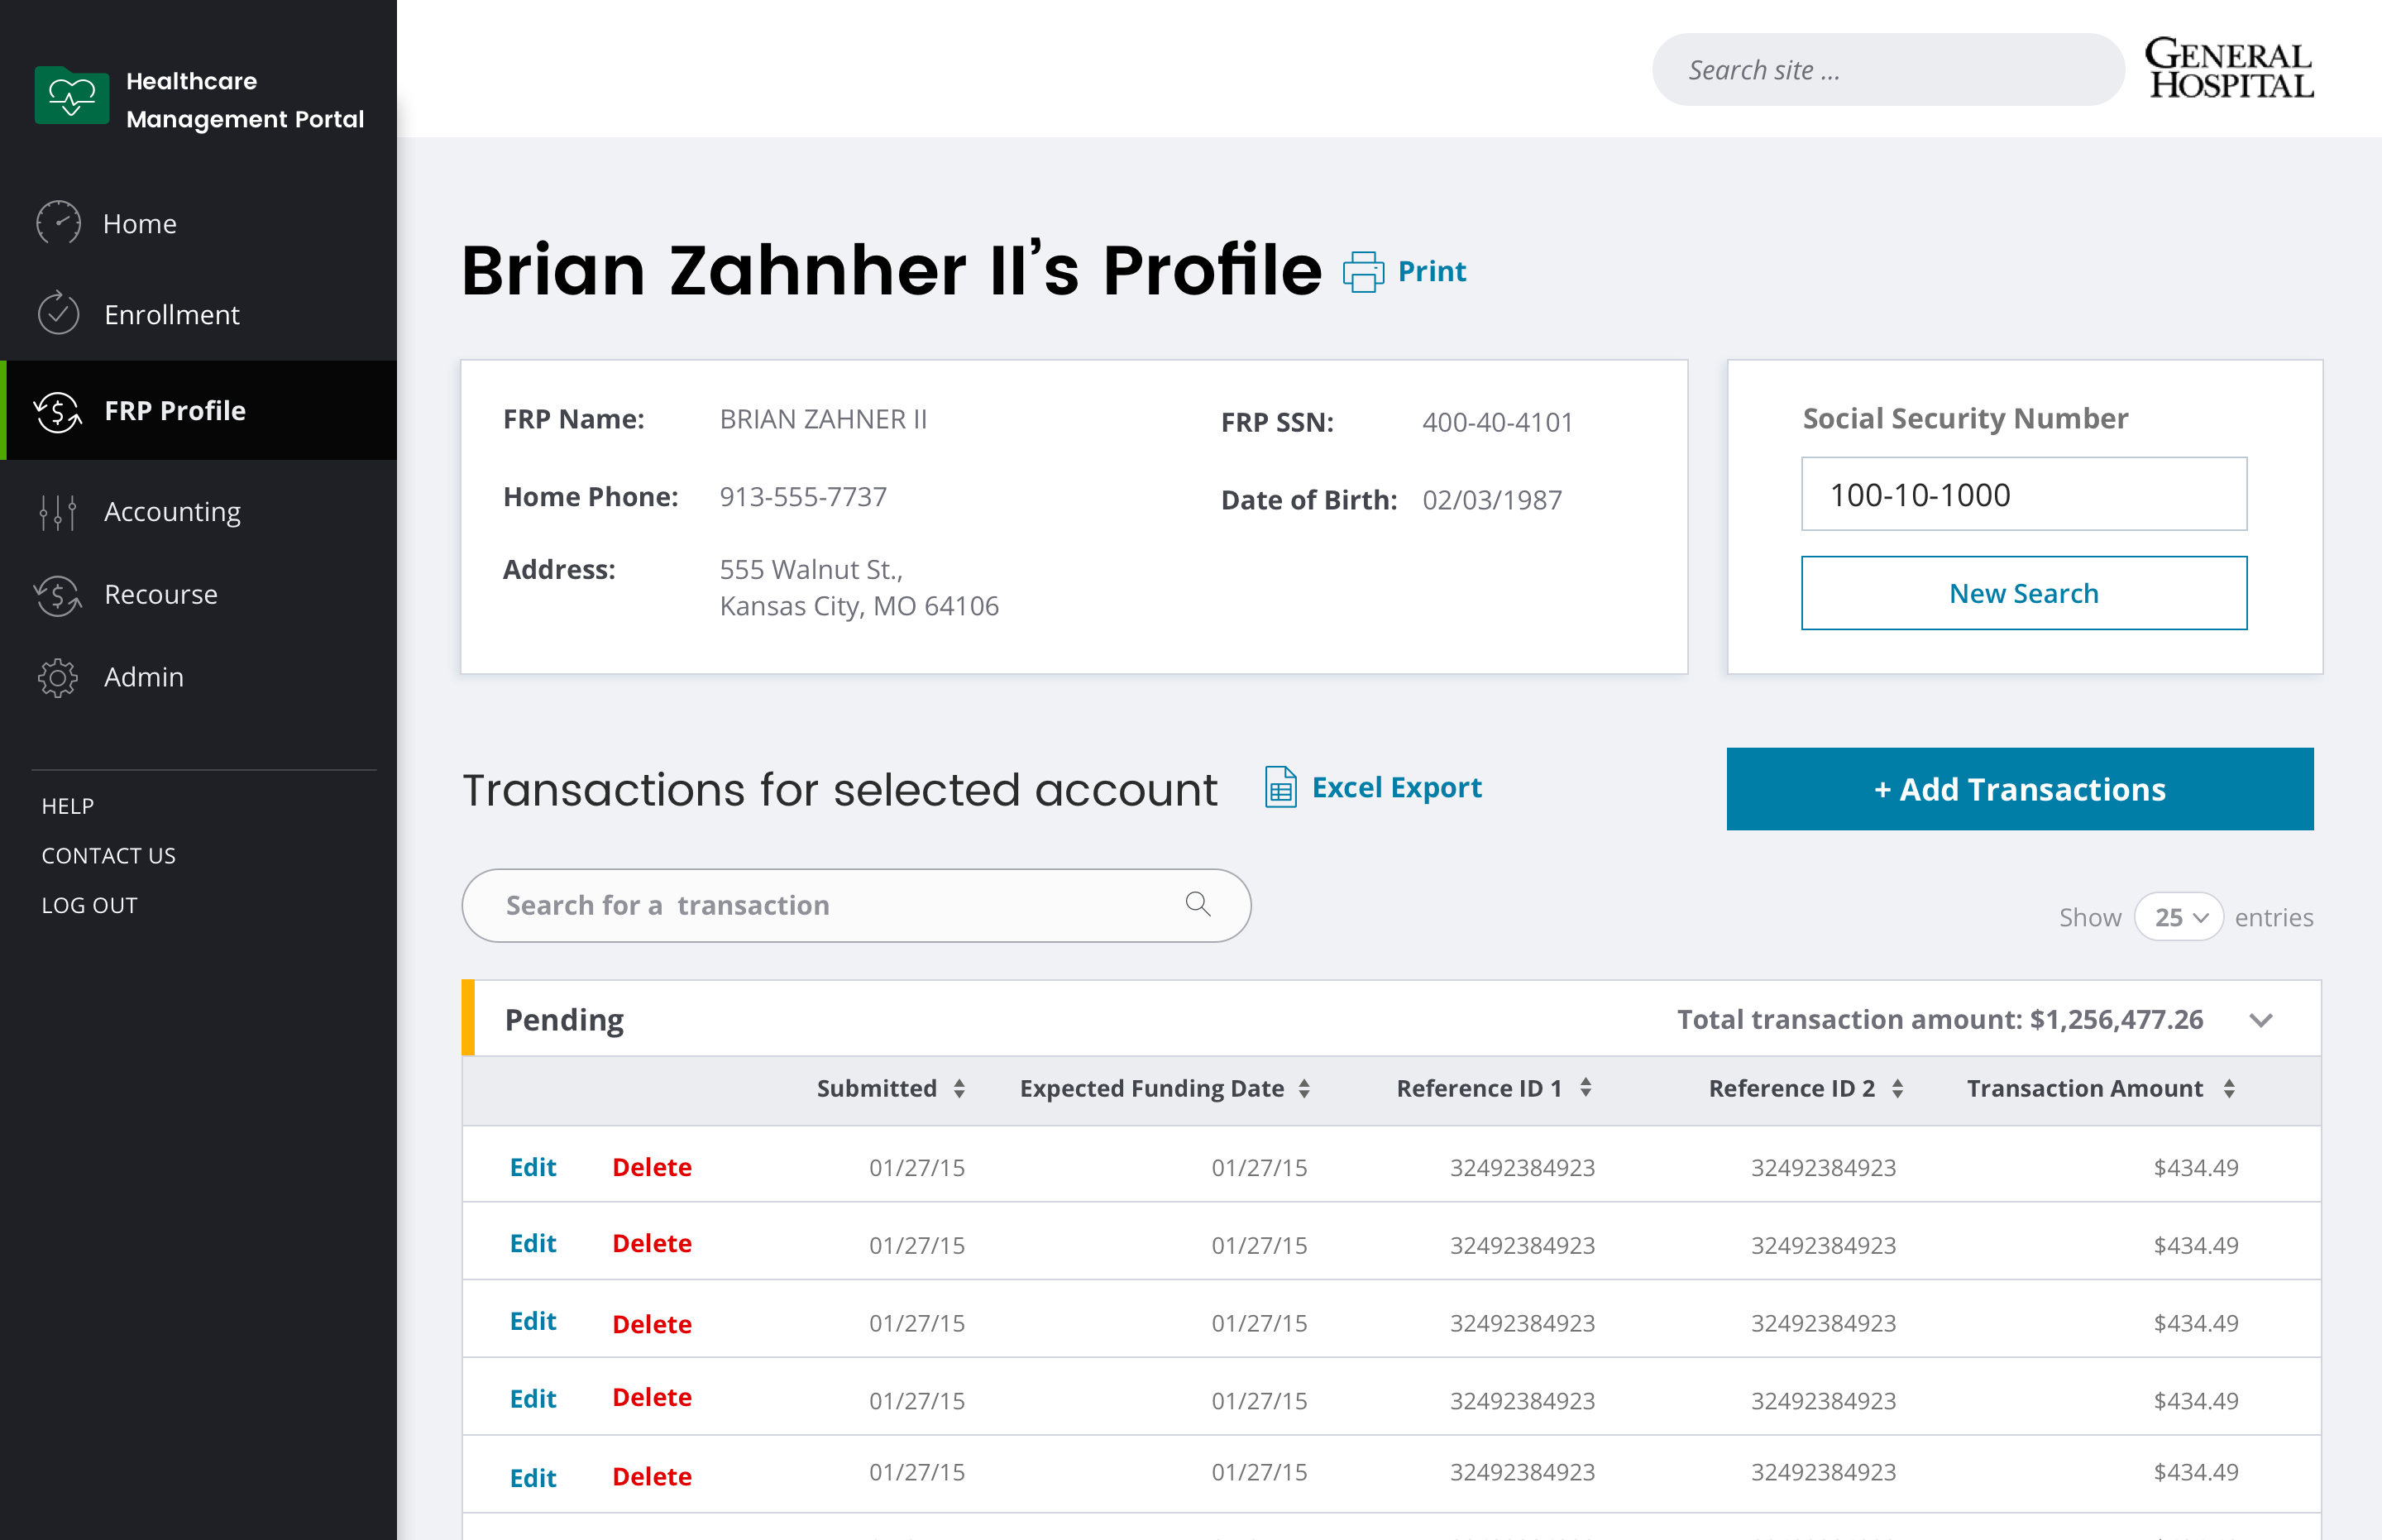 Healthcare
Management Portal
Home
Enrollment
FRP Profile
Accounting
Recourse
Admin
HELP
CONTACT US
LOG OUT
Search site ...
GENERAL
HOSPITAL
Brian Zahnher II’s Profile Print
FRP Name: BRIAN ZAHNER II FRP SSN: 400-40-4101
Home Phone: 913-555-7737 Date of Birth: 02/03/1987
Address: 555 Walnut St.,
Kansas City, MO 64106
Social Security Number
100-10-1000
New Search
Transactions for selected account Excel Export
+ Add Transactions
Search for a transaction
Show 25 entries
Pending Total transaction amount: $1,256,477.26
Submitted Expected Funding Date Reference ID 1 Reference ID 2 Transaction Amount
Edit Delete 01/27/15 01/27/15 32492384923 32492384923 $434.49
Edit Delete 01/27/15 01/27/15 32492384923 32492384923 $434.49
Edit Delete 01/27/15 01/27/15 32492384923 32492384923 $434.49
Edit Delete 01/27/15 01/27/15 32492384923 32492384923 $434.49
Edit Delete 01/27/15 01/27/15 32492384923 32492384923 $434.49